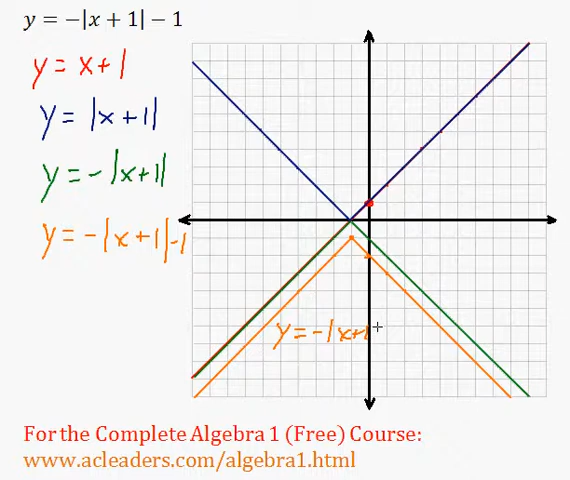 y = −|x + 1| − 1
y = x + 1
y = |x + 1|
y = -|x + 1|
y = -|x + 1| -1
y = -|x+1
For the Complete Algebra 1 (Free) Course:
www.acleaders.com/algebra1.html